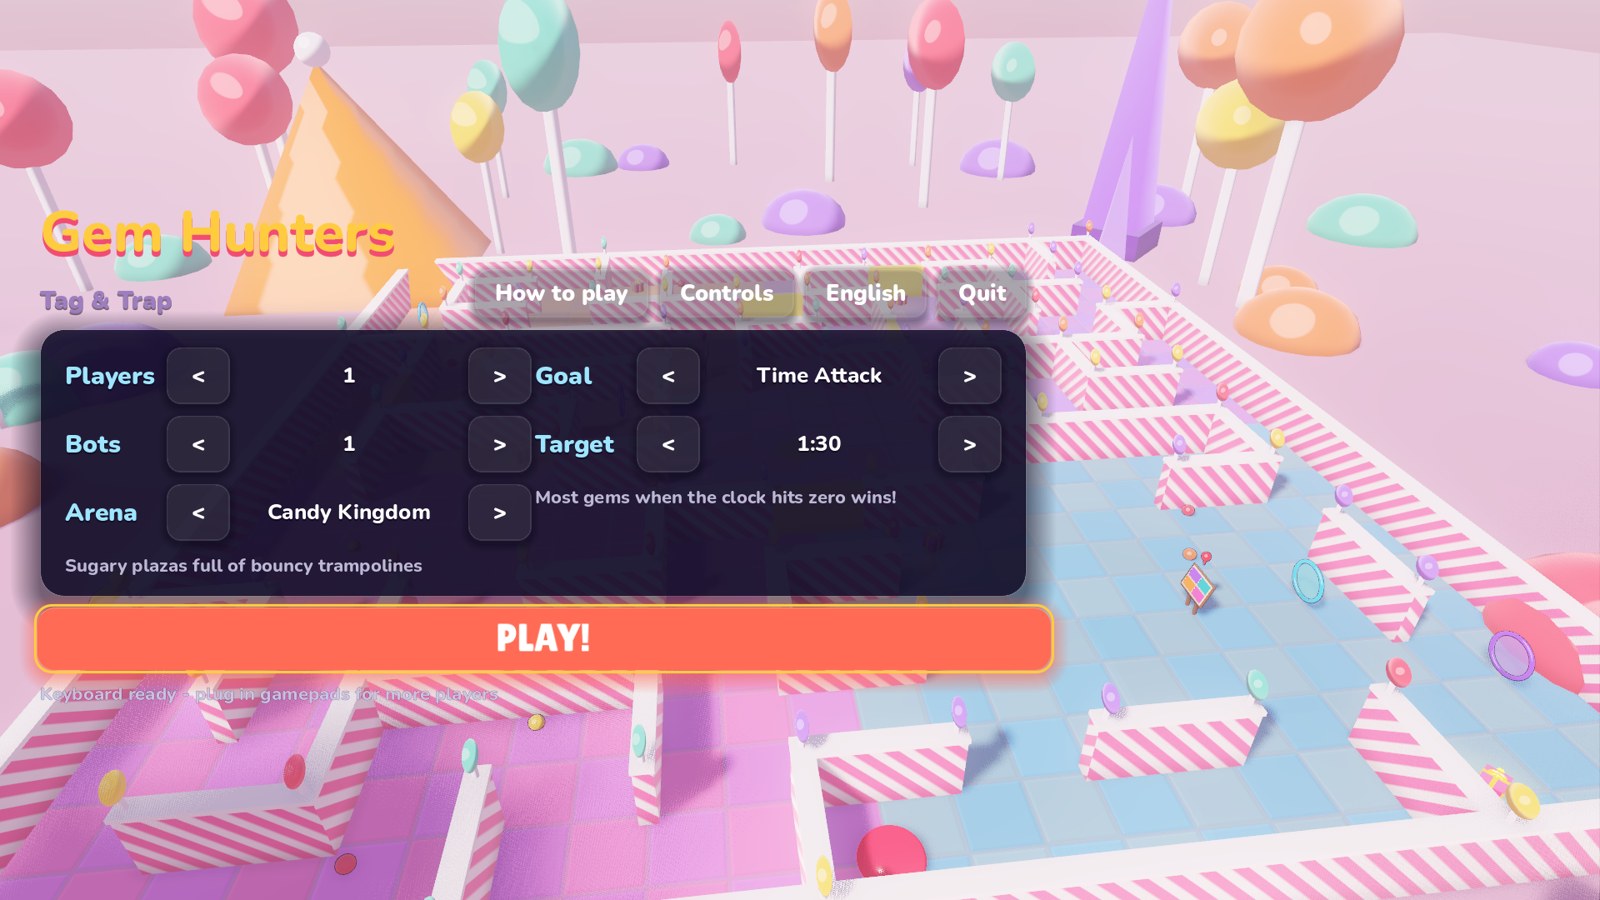 Gem Hunters
Tag & Trap
How to play Controls English Quit
Players < 1 > Goal < Time Attack >
Bots < 1 > Target < 1:30 >
Arena < Candy Kingdom > Most gems when the clock hits zero wins!
Sugary plazas full of bouncy trampolines
PLAY!
Keyboard ready - plug in gamepads for more players